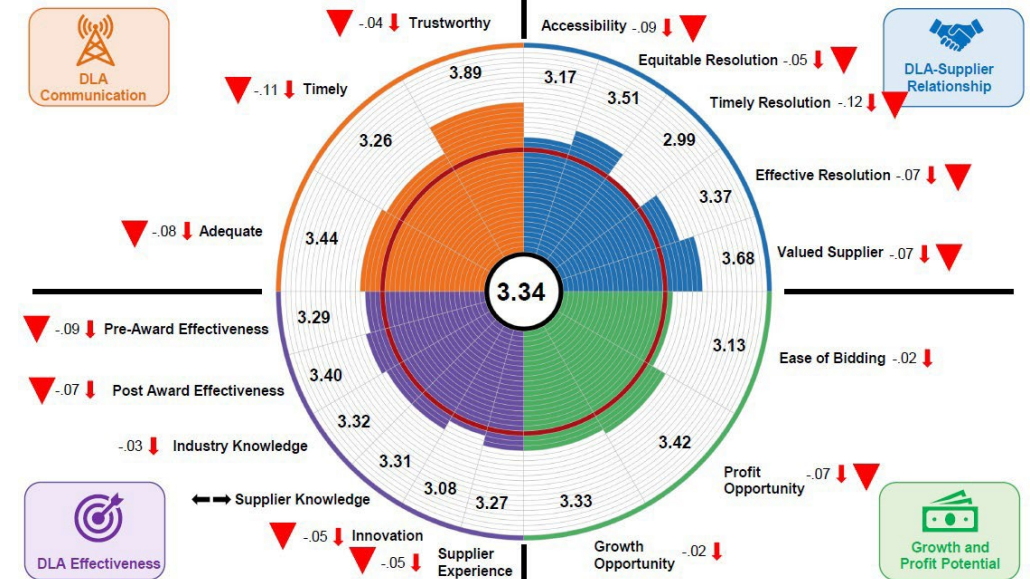 -.04 Trustworthy
Accessibility -.09
DLA
Communication
3.89
3.17
Equitable Resolution -.05
DLA-Supplier
Relationship
-.11 Timely
3.51
Timely Resolution -.12
3.26
2.99
Effective Resolution -.07
3.37
-.08 Adequate
3.44
3.68
Valued Supplier -.07
3.34
-.09 Pre-Award Effectiveness
3.29
3.13
Ease of Bidding -.02
-.07 Post Award Effectiveness
3.40
3.32
3.42
-.03 Industry Knowledge
3.31
Profit
Opportunity
-.07
Supplier Knowledge
3.08
3.27
3.33
-.05 Innovation
Growth
Opportunity
-.02
-.05 Supplier
Experience
DLA Effectiveness
Growth and
Profit Potential